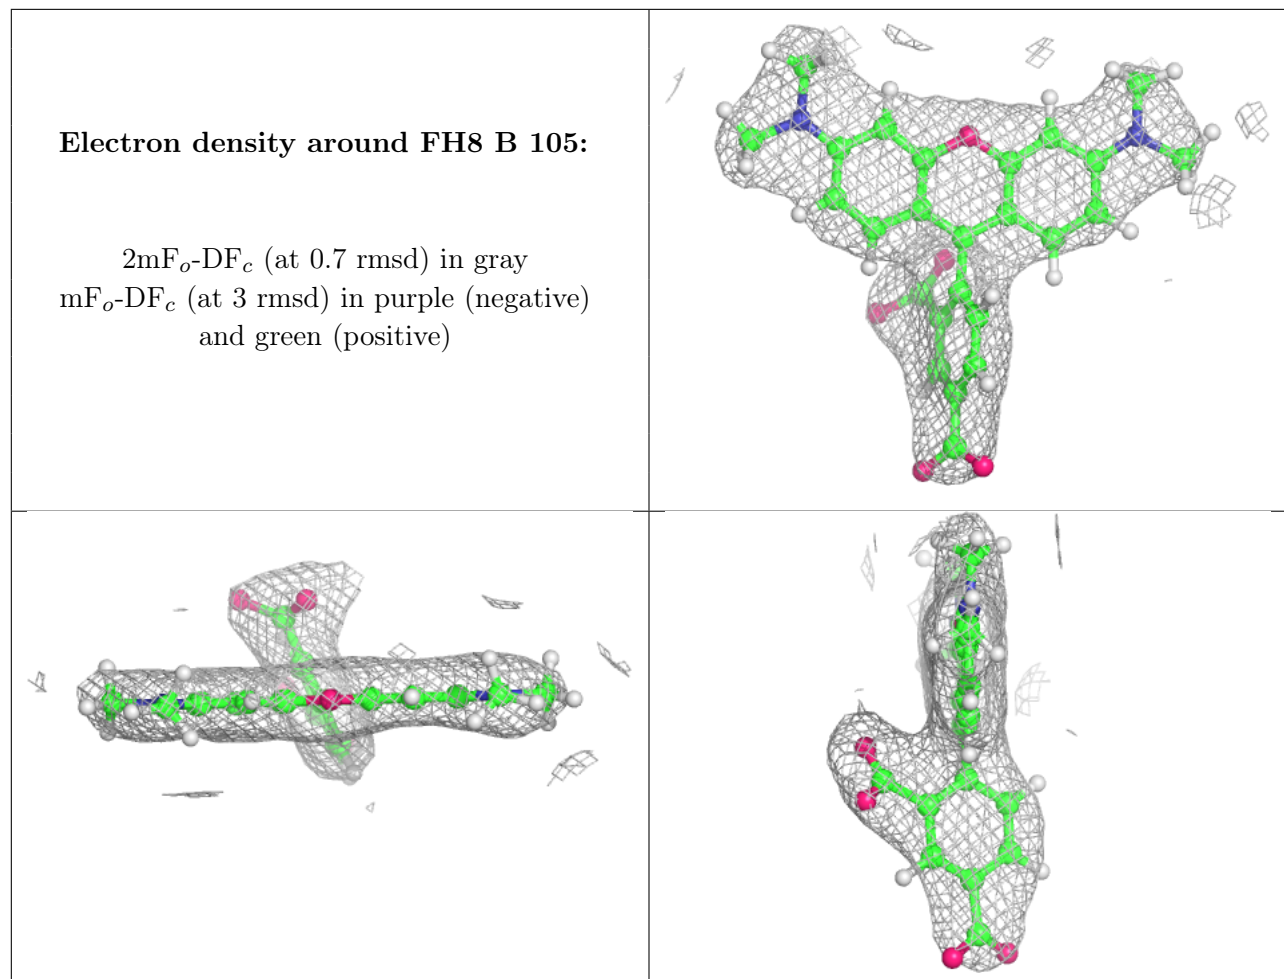 Electron density around FH8 B 105:
2mFo-DFc (at 0.7 rmsd) in gray
mFo-DFc (at 3 rmsd) in purple (negative)
and green (positive)